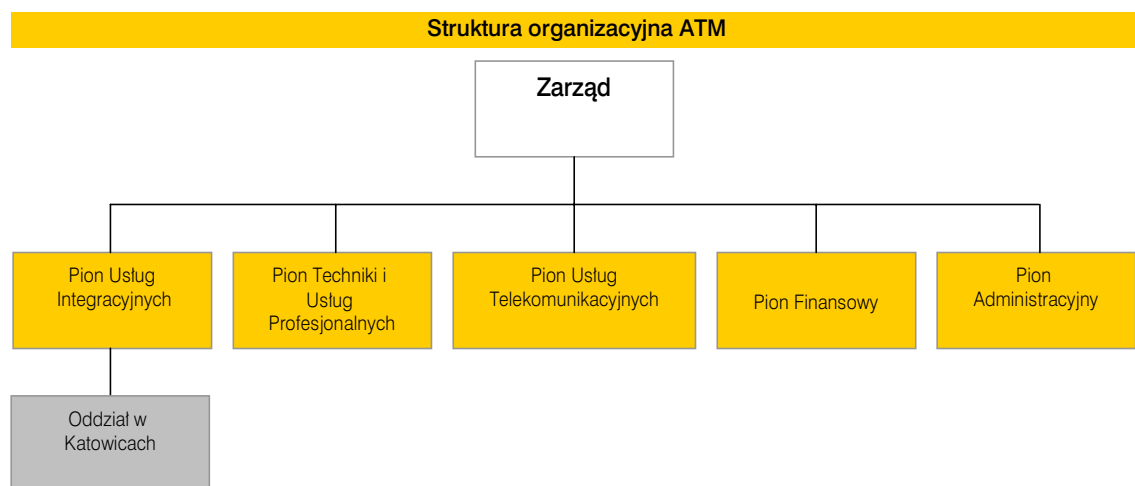 Struktura organizacyjna ATM
Zarząd
Pion Usług
Integracyjnych
Pion Techniki i
Usług
Profesjonalnych
Pion Usług
Telekomunikacyjnych
Pion Finansowy
Pion
Administracyjny
Oddział w
Katowicach